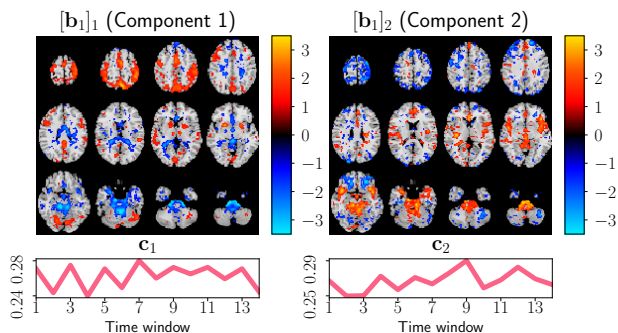 [b₁]₁ (Component 1)
3
2
1
0
−1
−2
−3
[b₁]₂ (Component 2)
3
2
1
0
−1
−2
−3
c₁
0.28
0.24
1 3 5 7 9 11 13
Time window
c₂
0.29
0.25
1 3 5 7 9 11 13
Time window